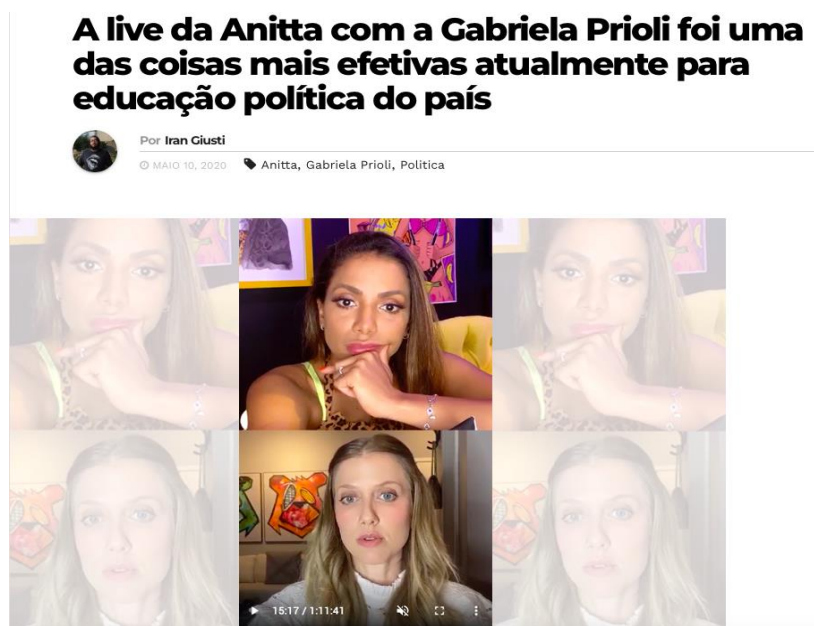 A live da Anitta com a Gabriela Prioli foi uma
das coisas mais efetivas atualmente para
educação política do país
Por Iran Giusti
MAIO 10, 2020 Anitta, Gabriela Prioli, Politica
15:17 / 1:11:41